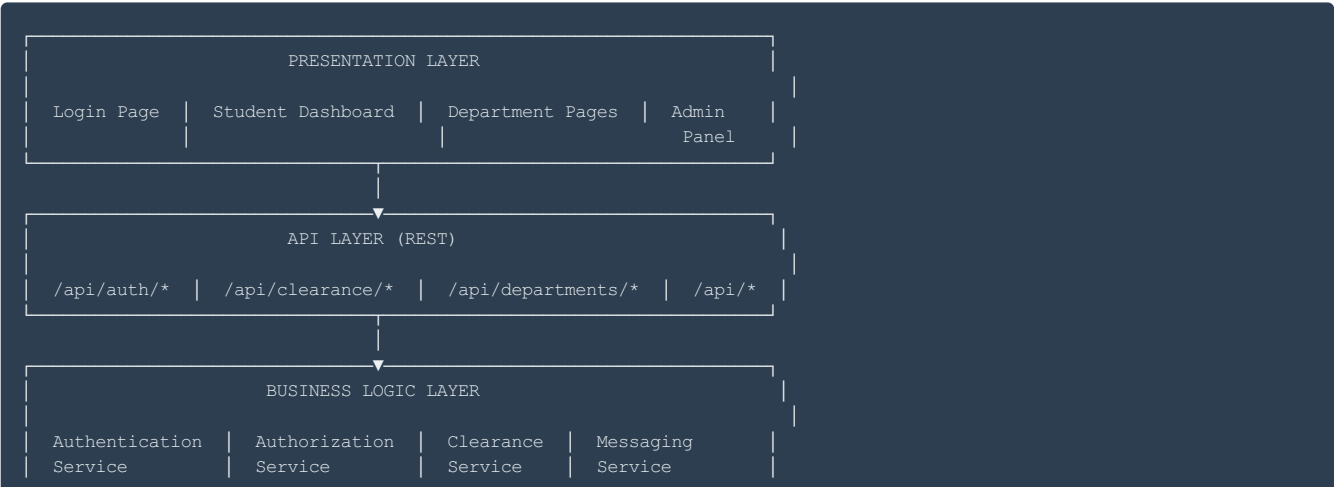 PRESENTATION LAYER
Login Page │ Student Dashboard │ Department Pages │ Admin
Panel
API LAYER (REST)
/api/auth/* │ /api/clearance/* │ /api/departments/* │ /api/*
BUSINESS LOGIC LAYER
Authentication │ Authorization │ Clearance │ Messaging
Service │ Service │ Service │ Service